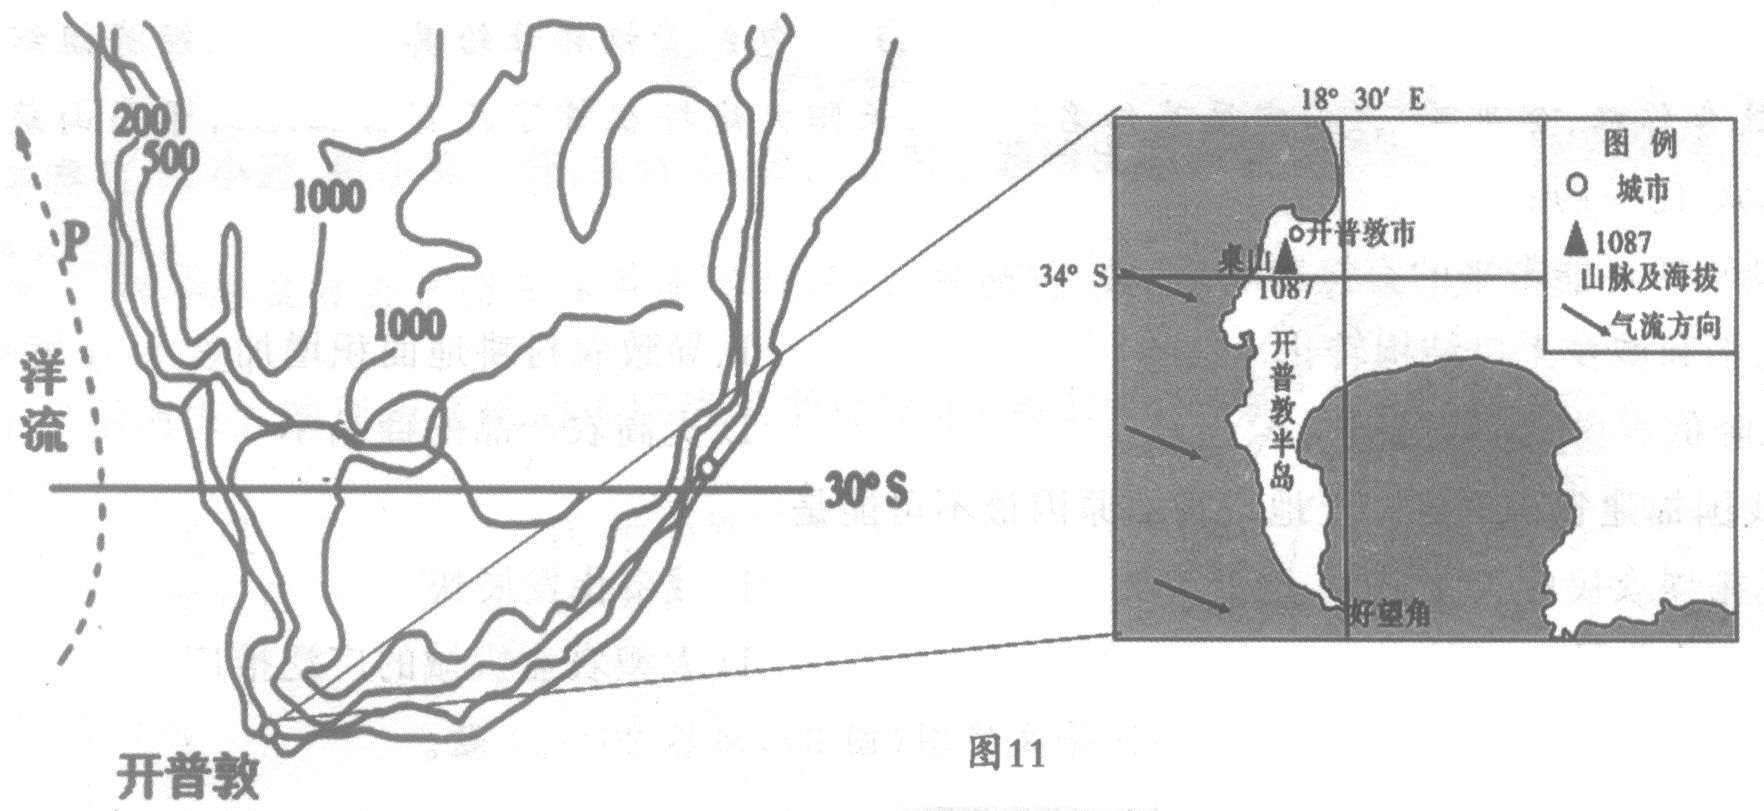 200
500
1000
1000
P
洋
流
30° S
开普敦
18° 30′ E
34° S
图 例
城市
1087
山脉及海拔
气流方向
开普敦市
桌山
1087
开普敦半岛
好望角
图11